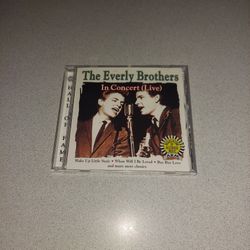 The Everly Brothers
In Concert (Live)
HALL OF FAME
Wake Up Little Susie • When Will I Be Loved • Bye Bye Love
and many more classics